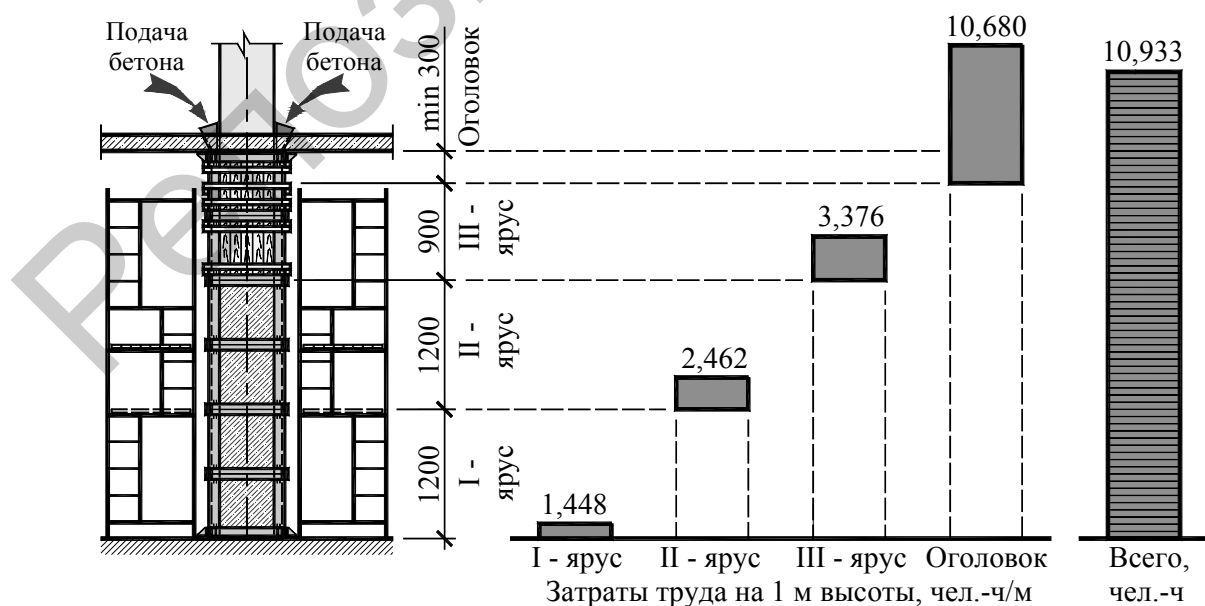 Подача
бетона
Подача
бетона
min 300
Оголовок
900
III -
ярус
1200
II -
ярус
1200
I -
ярус
1,448
2,462
3,376
10,680
10,933
I - ярус
II - ярус
III - ярус
Оголовок
Затраты труда на 1 м высоты, чел.-ч/м
Всего,
чел.-ч
Репоз